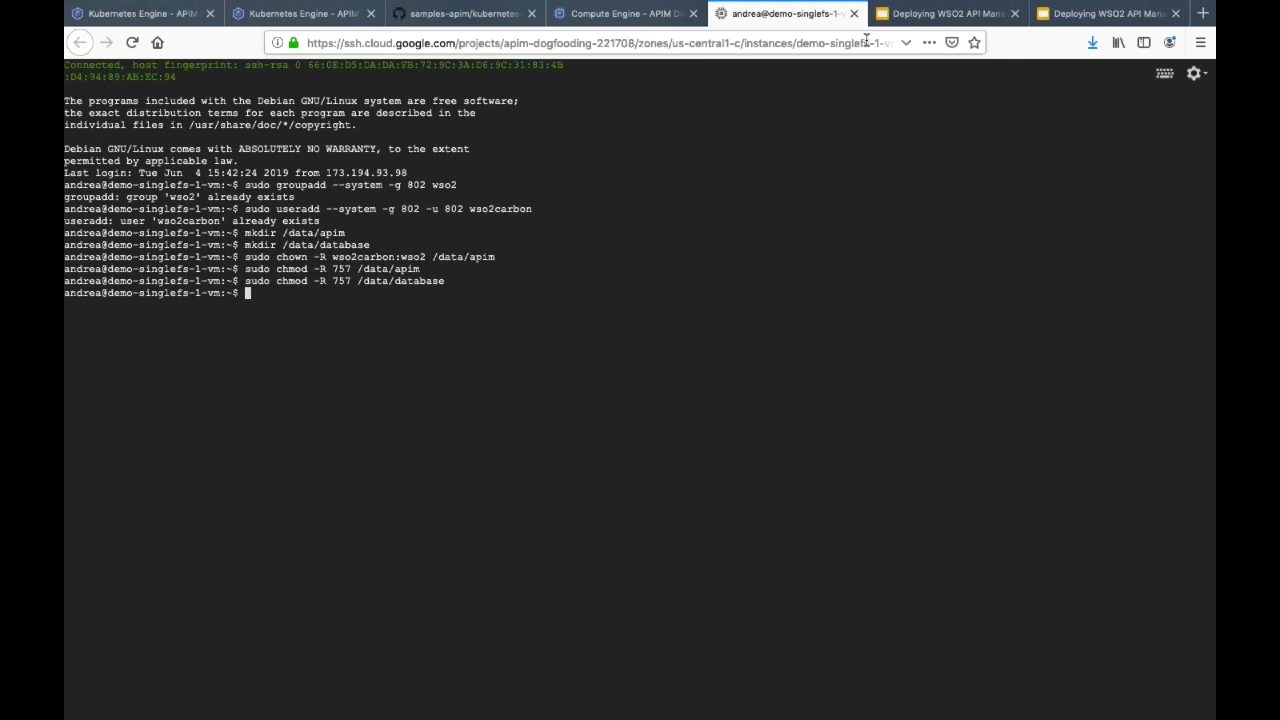 Kubernetes Engine - APIM
Kubernetes Engine - APIM
samples-apim/kubernetes
Compute Engine - APIM D
andrea@demo-singlefs-1-v
Deploying WSO2 API Man
Deploying WSO2 API Mana
https://ssh.cloud.google.com/projects/apim-dogfooding-221708/zones/us-central1-c/instances/demo-singlefs-1-v
Connected, host fingerprint: ssh-rsa 0 66:0E:D5:DA:DA:FB:72:9C:3A:D6:9C:31:83:4B
:D4:94:89:AB:EC:94
The programs included with the Debian GNU/Linux system are free software;
the exact distribution terms for each program are described in the
individual files in /usr/share/doc/*/copyright.
Debian GNU/Linux comes with ABSOLUTELY NO WARRANTY, to the extent
permitted by applicable law.
Last login: Tue Jun  4 15:42:24 2019 from 173.194.93.98
andrea@demo-singlefs-1-vm:~$ sudo groupadd --system -g 802 wso2
groupadd: group 'wso2' already exists
andrea@demo-singlefs-1-vm:~$ sudo useradd --system -g 802 -u 802 wso2carbon
useradd: user 'wso2carbon' already exists
andrea@demo-singlefs-1-vm:~$ mkdir /data/apim
andrea@demo-singlefs-1-vm:~$ mkdir /data/database
andrea@demo-singlefs-1-vm:~$ sudo chown -R wso2carbon:wso2 /data/apim
andrea@demo-singlefs-1-vm:~$ sudo chmod -R 757 /data/apim
andrea@demo-singlefs-1-vm:~$ sudo chmod -R 757 /data/database
andrea@demo-singlefs-1-vm:~$